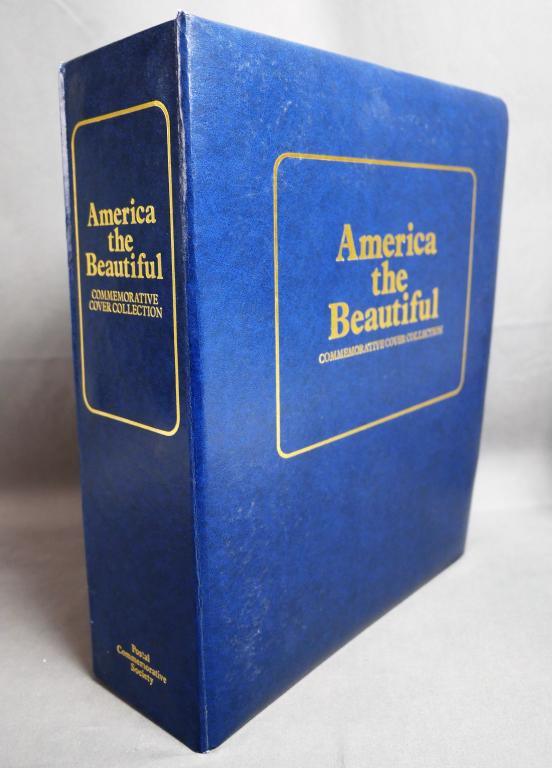 America
the
Beautiful
COMMEMORATIVE
COVER COLLECTION
Postal
Commemorative
Society
America
the
Beautiful
COMMEMORATIVE COVER COLLECTION